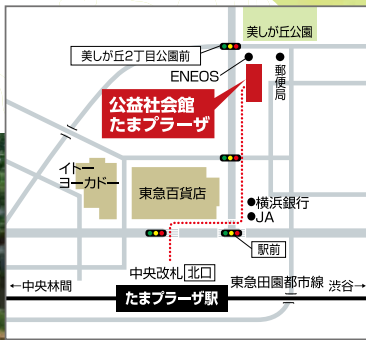 美しが丘公園
美しが丘2丁目公園前
ENEOS
郵便局
公益社会館
たまプラーザ
イトー
ヨーカドー
東急百貨店
横浜銀行
JA
駅前
中央改札 北口
←中央林間
たまプラーザ駅
東急田園都市線
渋谷→